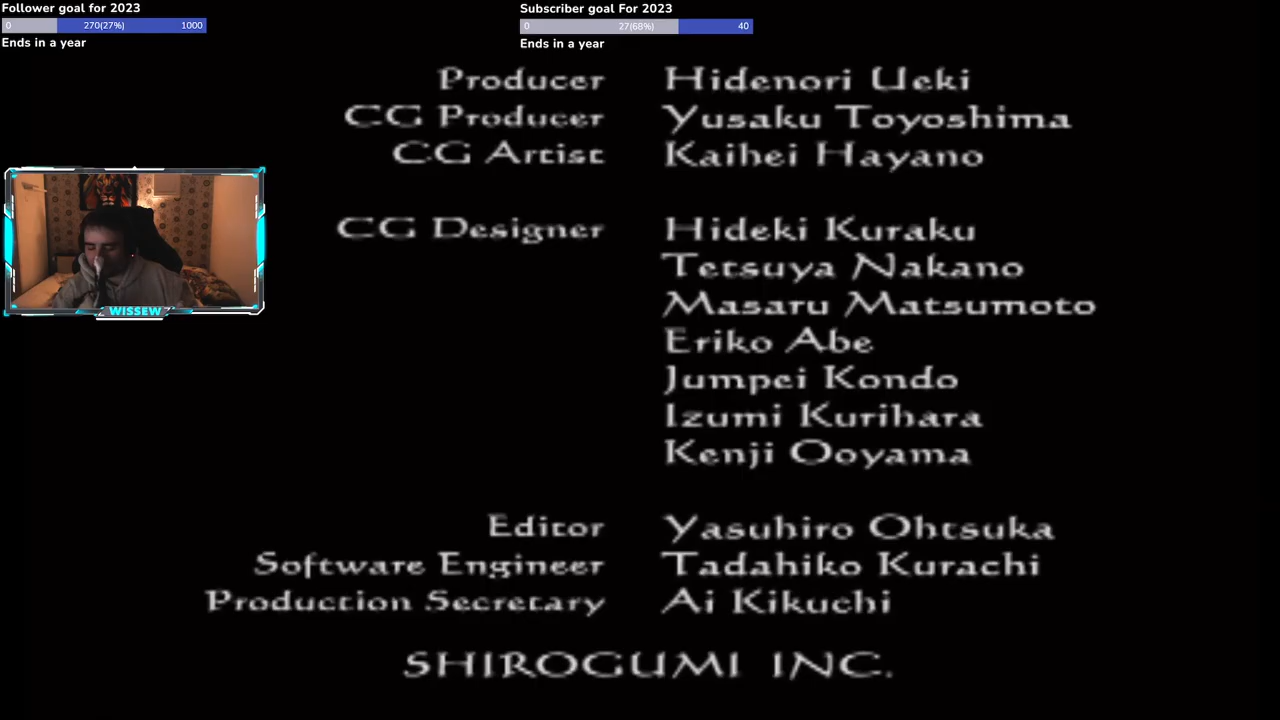 Follower goal for 2023
0 270(27%) 1000
Ends in a year
Subscriber goal For 2023
0 27(68%) 40
Ends in a year
Producer Hidenori Ueki
CG Producer Yusaku Toyoshima
CG Artist Kaihei Hayano
CG Designer Hideki Kuraku
Tetsuya Nakano
Masaru Matsumoto
Eriko Abe
Jumpei Kondo
Izumi Kurihara
Kenji Ooyama
Editor Yasuhiro Ohtsuka
Software Engineer Tadahiko Kurachi
Production Secretary Ai Kikuchi
SHIROGUMI INC.
WISSEW